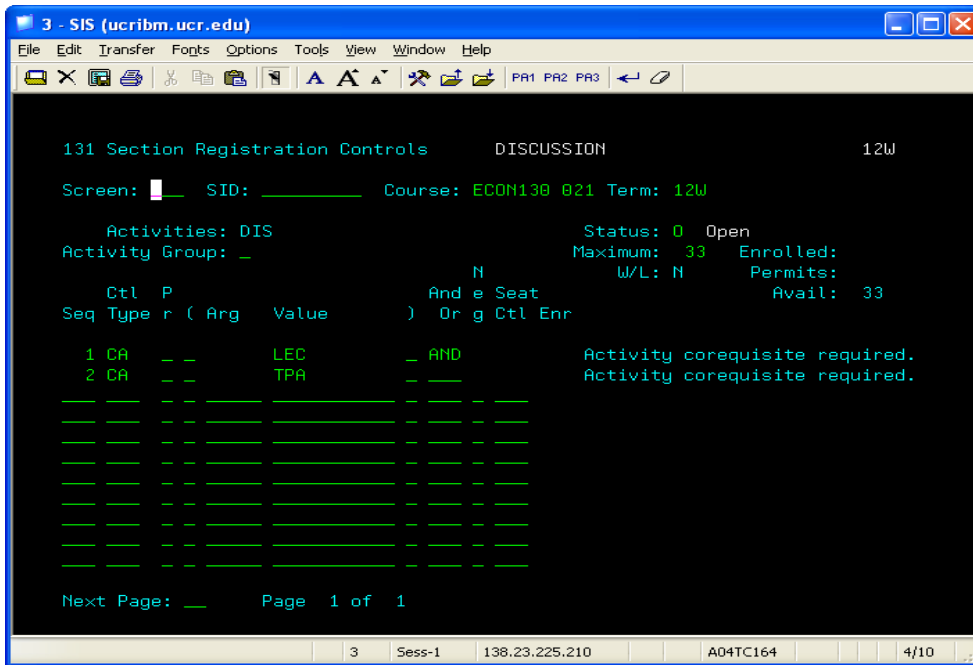 3 - SIS (ucribm.ucr.edu)
File Edit Transfer Fonts Options Tools View Window Help
A A A PA1 PA2 PA3
131 Section Registration Controls DISCUSSION 12W
Screen: ___ SID: _________ Course: ECON130 021 Term: 12W
Activities: DIS Status: O Open
Activity Group: _ Maximum: 33 Enrolled:
N W/L: N Permits:
Ctl P And e Seat Avail: 33
Seq Type r ( Arg Value ) Or g Ctl Enr
1 CA _ _ LEC _ AND Activity corequisite required.
2 CA _ _ TPA _ ___ Activity corequisite required.
Next Page: __ Page 1 of 1
3 Sess-1 138.23.225.210 A04TC164 4/10